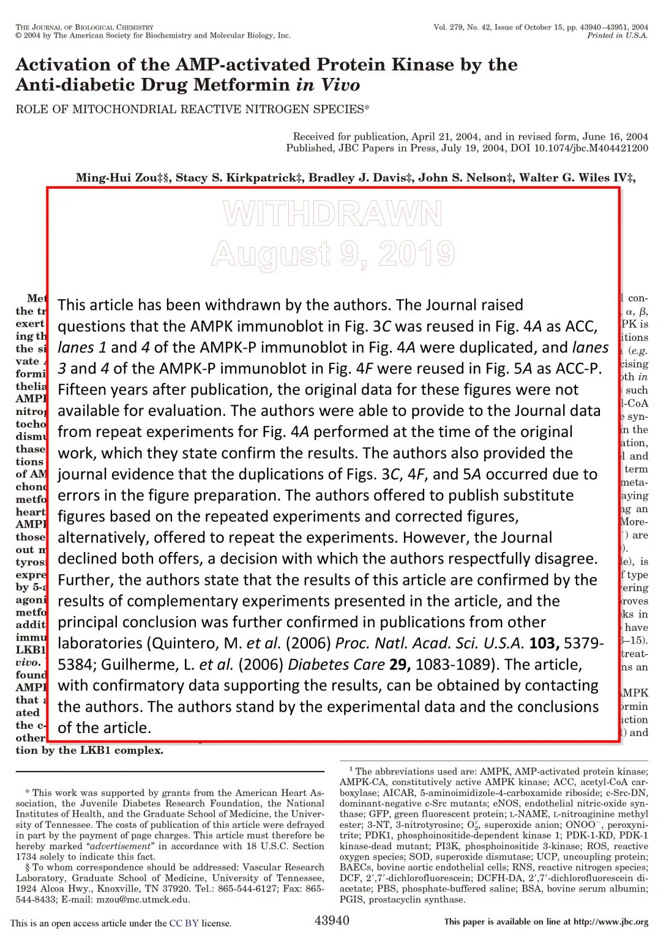 THE JOURNAL OF BIOLOGICAL CHEMISTRY
© 2004 by The American Society for Biochemistry and Molecular Biology, Inc.
Vol. 279, No. 42, Issue of October 15, pp. 43940–43951, 2004
Printed in U.S.A.
Activation of the AMP-activated Protein Kinase by the
Anti-diabetic Drug Metformin in Vivo
ROLE OF MITOCHONDRIAL REACTIVE NITROGEN SPECIES*
Received for publication, April 21, 2004, and in revised form, June 16, 2004
Published, JBC Papers in Press, July 19, 2004, DOI 10.1074/jbc.M404421200
Ming-Hui Zou‡§, Stacy S. Kirkpatrick‡, Bradley J. Davis‡, John S. Nelson‡, Walter G. Wiles IV‡,
WITHDRAWN
August 9, 2019
This article has been withdrawn by the authors. The Journal raised
questions that the AMPK immunoblot in Fig. 3C was reused in Fig. 4A as ACC,
lanes 1 and 4 of the AMPK-P immunoblot in Fig. 4A were duplicated, and lanes
3 and 4 of the AMPK-P immunoblot in Fig. 4F were reused in Fig. 5A as ACC-P.
Fifteen years after publication, the original data for these figures were not
available for evaluation. The authors were able to provide to the Journal data
from repeat experiments for Fig. 4A performed at the time of the original
work, which they state confirm the results. The authors also provided the
journal evidence that the duplications of Figs. 3C, 4F, and 5A occurred due to
errors in the figure preparation. The authors offered to publish substitute
figures based on the repeated experiments and corrected figures,
alternatively, offered to repeat the experiments. However, the Journal
declined both offers, a decision with which the authors respectfully disagree.
Further, the authors state that the results of this article are confirmed by the
results of complementary experiments presented in the article, and the
principal conclusion was further confirmed in publications from other
laboratories (Quintero, M. et al. (2006) Proc. Natl. Acad. Sci. U.S.A. 103, 5379-
5384; Guilherme, L. et al. (2006) Diabetes Care 29, 1083-1089). The article,
with confirmatory data supporting the results, can be obtained by contacting
the authors. The authors stand by the experimental data and the conclusions
of the article.
tion by the LKB1 complex.
* This work was supported by grants from the American Heart As-
sociation, the Juvenile Diabetes Research Foundation, the National
Institutes of Health, and the Graduate School of Medicine, the Univer-
sity of Tennessee. The costs of publication of this article were defrayed
in part by the payment of page charges. This article must therefore be
hereby marked “advertisement” in accordance with 18 U.S.C. Section
1734 solely to indicate this fact.
§ To whom correspondence should be addressed: Vascular Research
Laboratory, Graduate School of Medicine, University of Tennessee,
1924 Alcoa Hwy., Knoxville, TN 37920. Tel.: 865-544-6127; Fax: 865-
544-8433; E-mail: mzou@mc.utmck.edu.
1 The abbreviations used are: AMPK, AMP-activated protein kinase;
AMPK-CA, constitutively active AMPK kinase; ACC, acetyl-CoA car-
boxylase; AICAR, 5-aminoimidizole-4-carboxamide riboside; c-Src-DN,
dominant-negative c-Src mutants; eNOS, endothelial nitric-oxide syn-
thase; GFP, green fluorescent protein; L-NAME, L-nitroarginine methyl
ester; 3-NT, 3-nitrotyrosine; O2−, superoxide anion; ONOO−, peroxyni-
trite; PDK1, phosphoinositide-dependent kinase 1; PDK-1-KD, PDK-1
kinase-dead mutant; PI3K, phosphoinositide 3-kinase; ROS, reactive
oxygen species; SOD, superoxide dismutase; UCP, uncoupling protein;
BAECs, bovine aortic endothelial cells; RNS, reactive nitrogen species;
DCF, 2′,7′-dichlorofluorescein; DCFH-DA, 2′,7′-dichlorofluorescein di-
acetate; PBS, phosphate-buffered saline; BSA, bovine serum albumin;
PGIS, prostacyclin synthase.
This is an open access article under the CC BY license.
43940
This paper is available on line at http://www.jbc.org